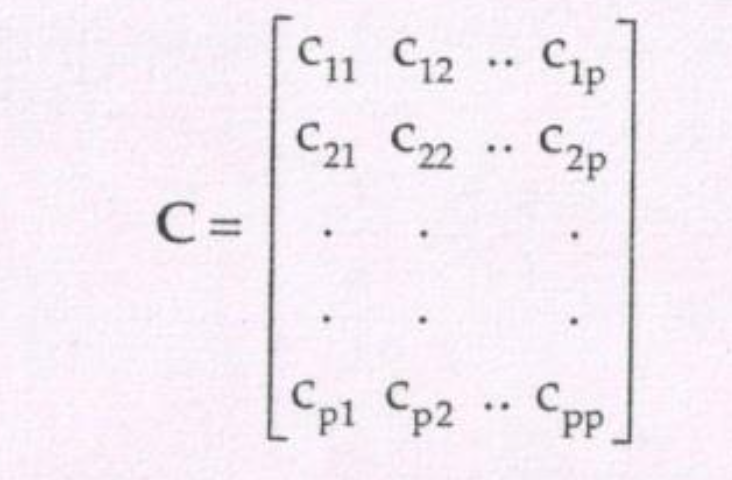 c11 c12 .. c1p
c21 c22 .. c2p
C = . . .
. . .
cp1 cp2 .. cpp